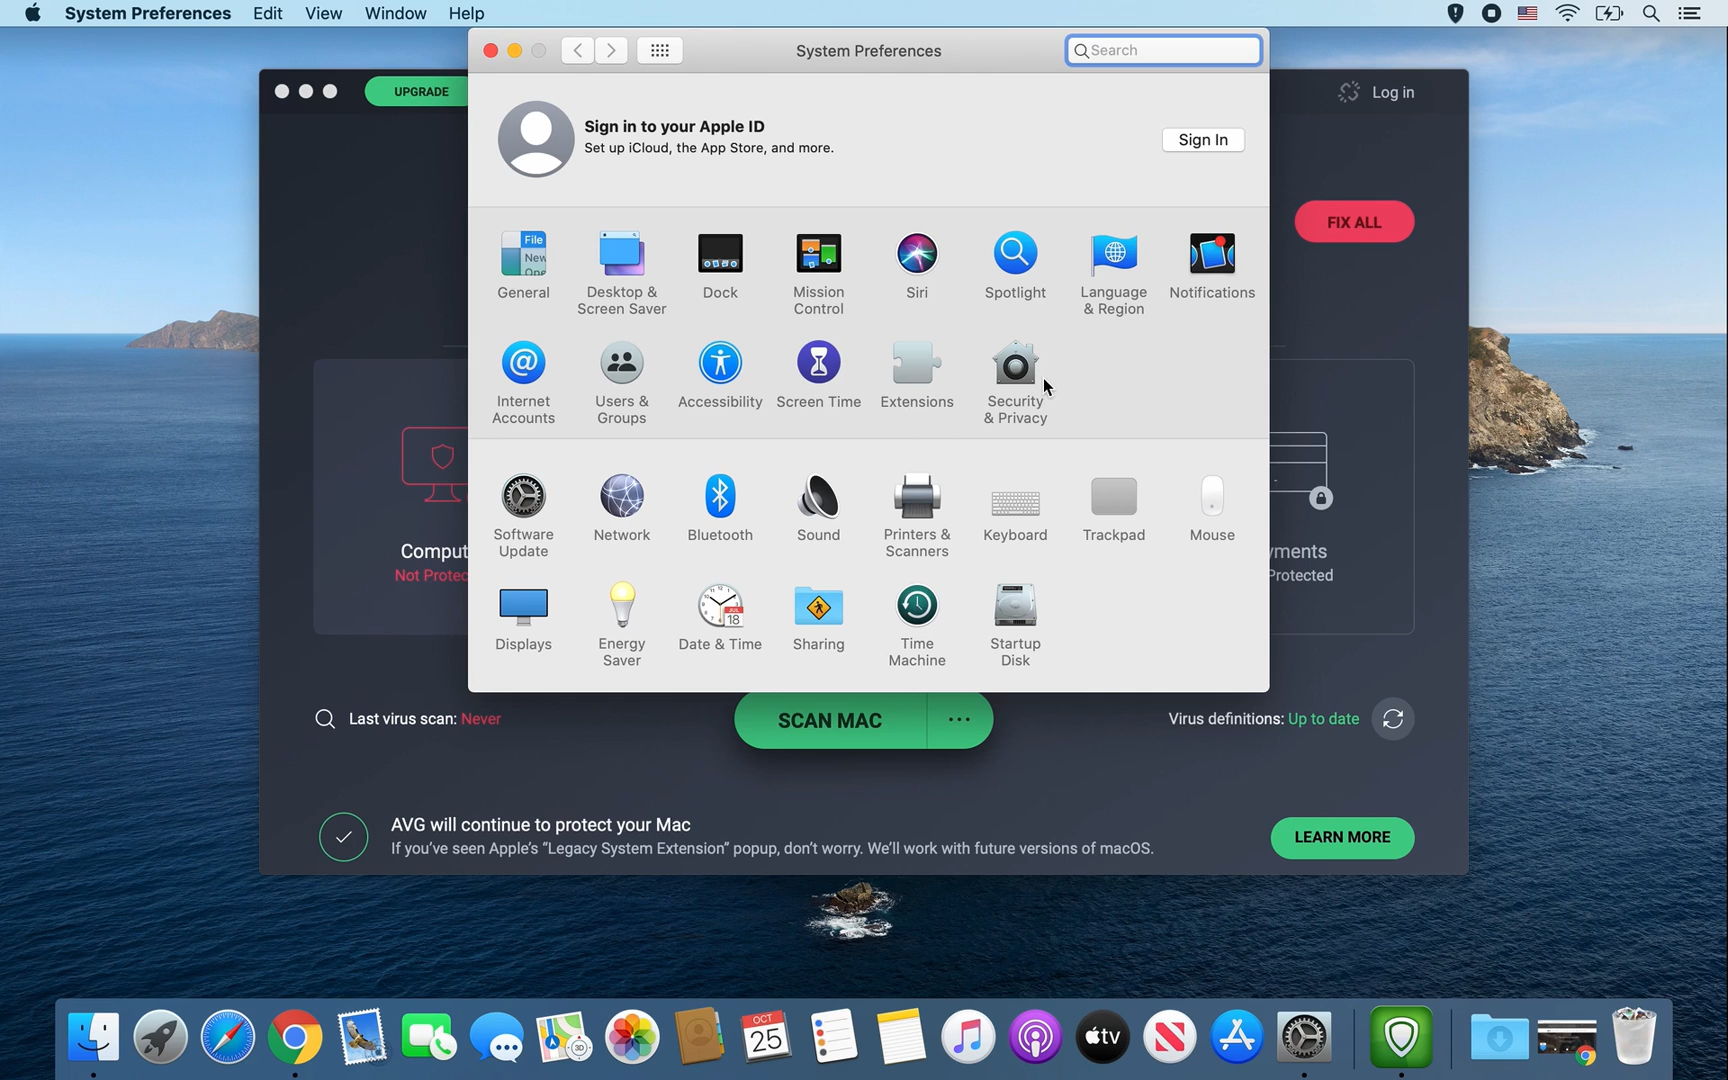 System Preferences Edit View Window Help
System Preferences
Search
UPGRADE
Log in
Sign in to your Apple ID
Set up iCloud, the App Store, and more.
Sign In
FIX ALL
General
Desktop &
Screen Saver
Dock
Mission
Control
Siri
Spotlight
Language
& Region
Notifications
File
New
Internet
Accounts
Users &
Groups
Accessibility
Screen Time
Extensions
Security
& Privacy
Software
Update
Network
Bluetooth
Sound
Printers &
Scanners
Keyboard
Trackpad
Mouse
Displays
Energy
Saver
JUL
18
Date & Time
Sharing
Time
Machine
Startup
Disk
Comput
Not Protec
yments
Protected
Last virus scan: Never
SCAN MAC ···
Virus definitions: Up to date
AVG will continue to protect your Mac
If you've seen Apple's "Legacy System Extension" popup, don't worry. We'll work with future versions of macOS.
LEARN MORE
3D
OCT
25
tv